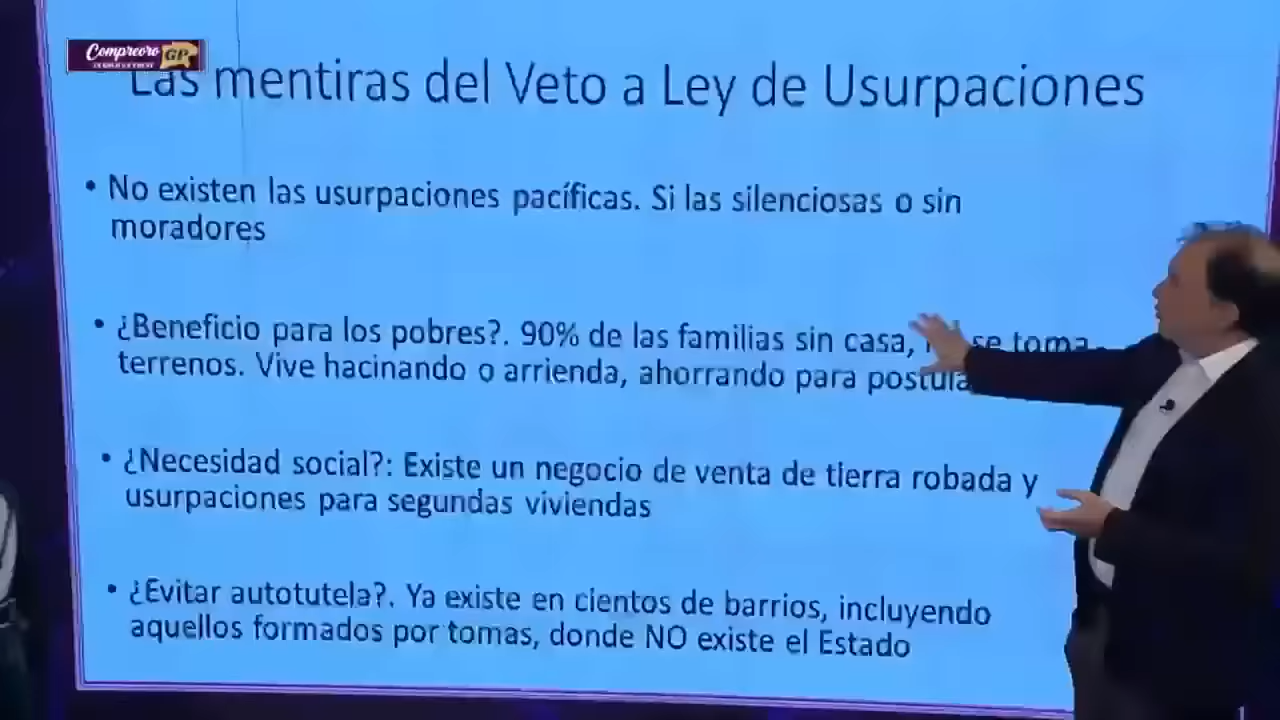 Compreoro GP
Las mentiras del Veto a Ley de Usurpaciones
• No existen las usurpaciones pacíficas. Si las silenciosas o sin
moradores
• ¿Beneficio para los pobres?. 90% de las familias sin casa, se toma
terrenos. Vive hacinando o arrienda, ahorrando para
• ¿Necesidad social?: Existe un negocio de venta de tierra robada y
usurpaciones para segundas viviendas
• ¿Evitar autotutela?. Ya existe en cientos de barrios, incluyendo
aquellos formados por tomas, donde NO existe el Estado